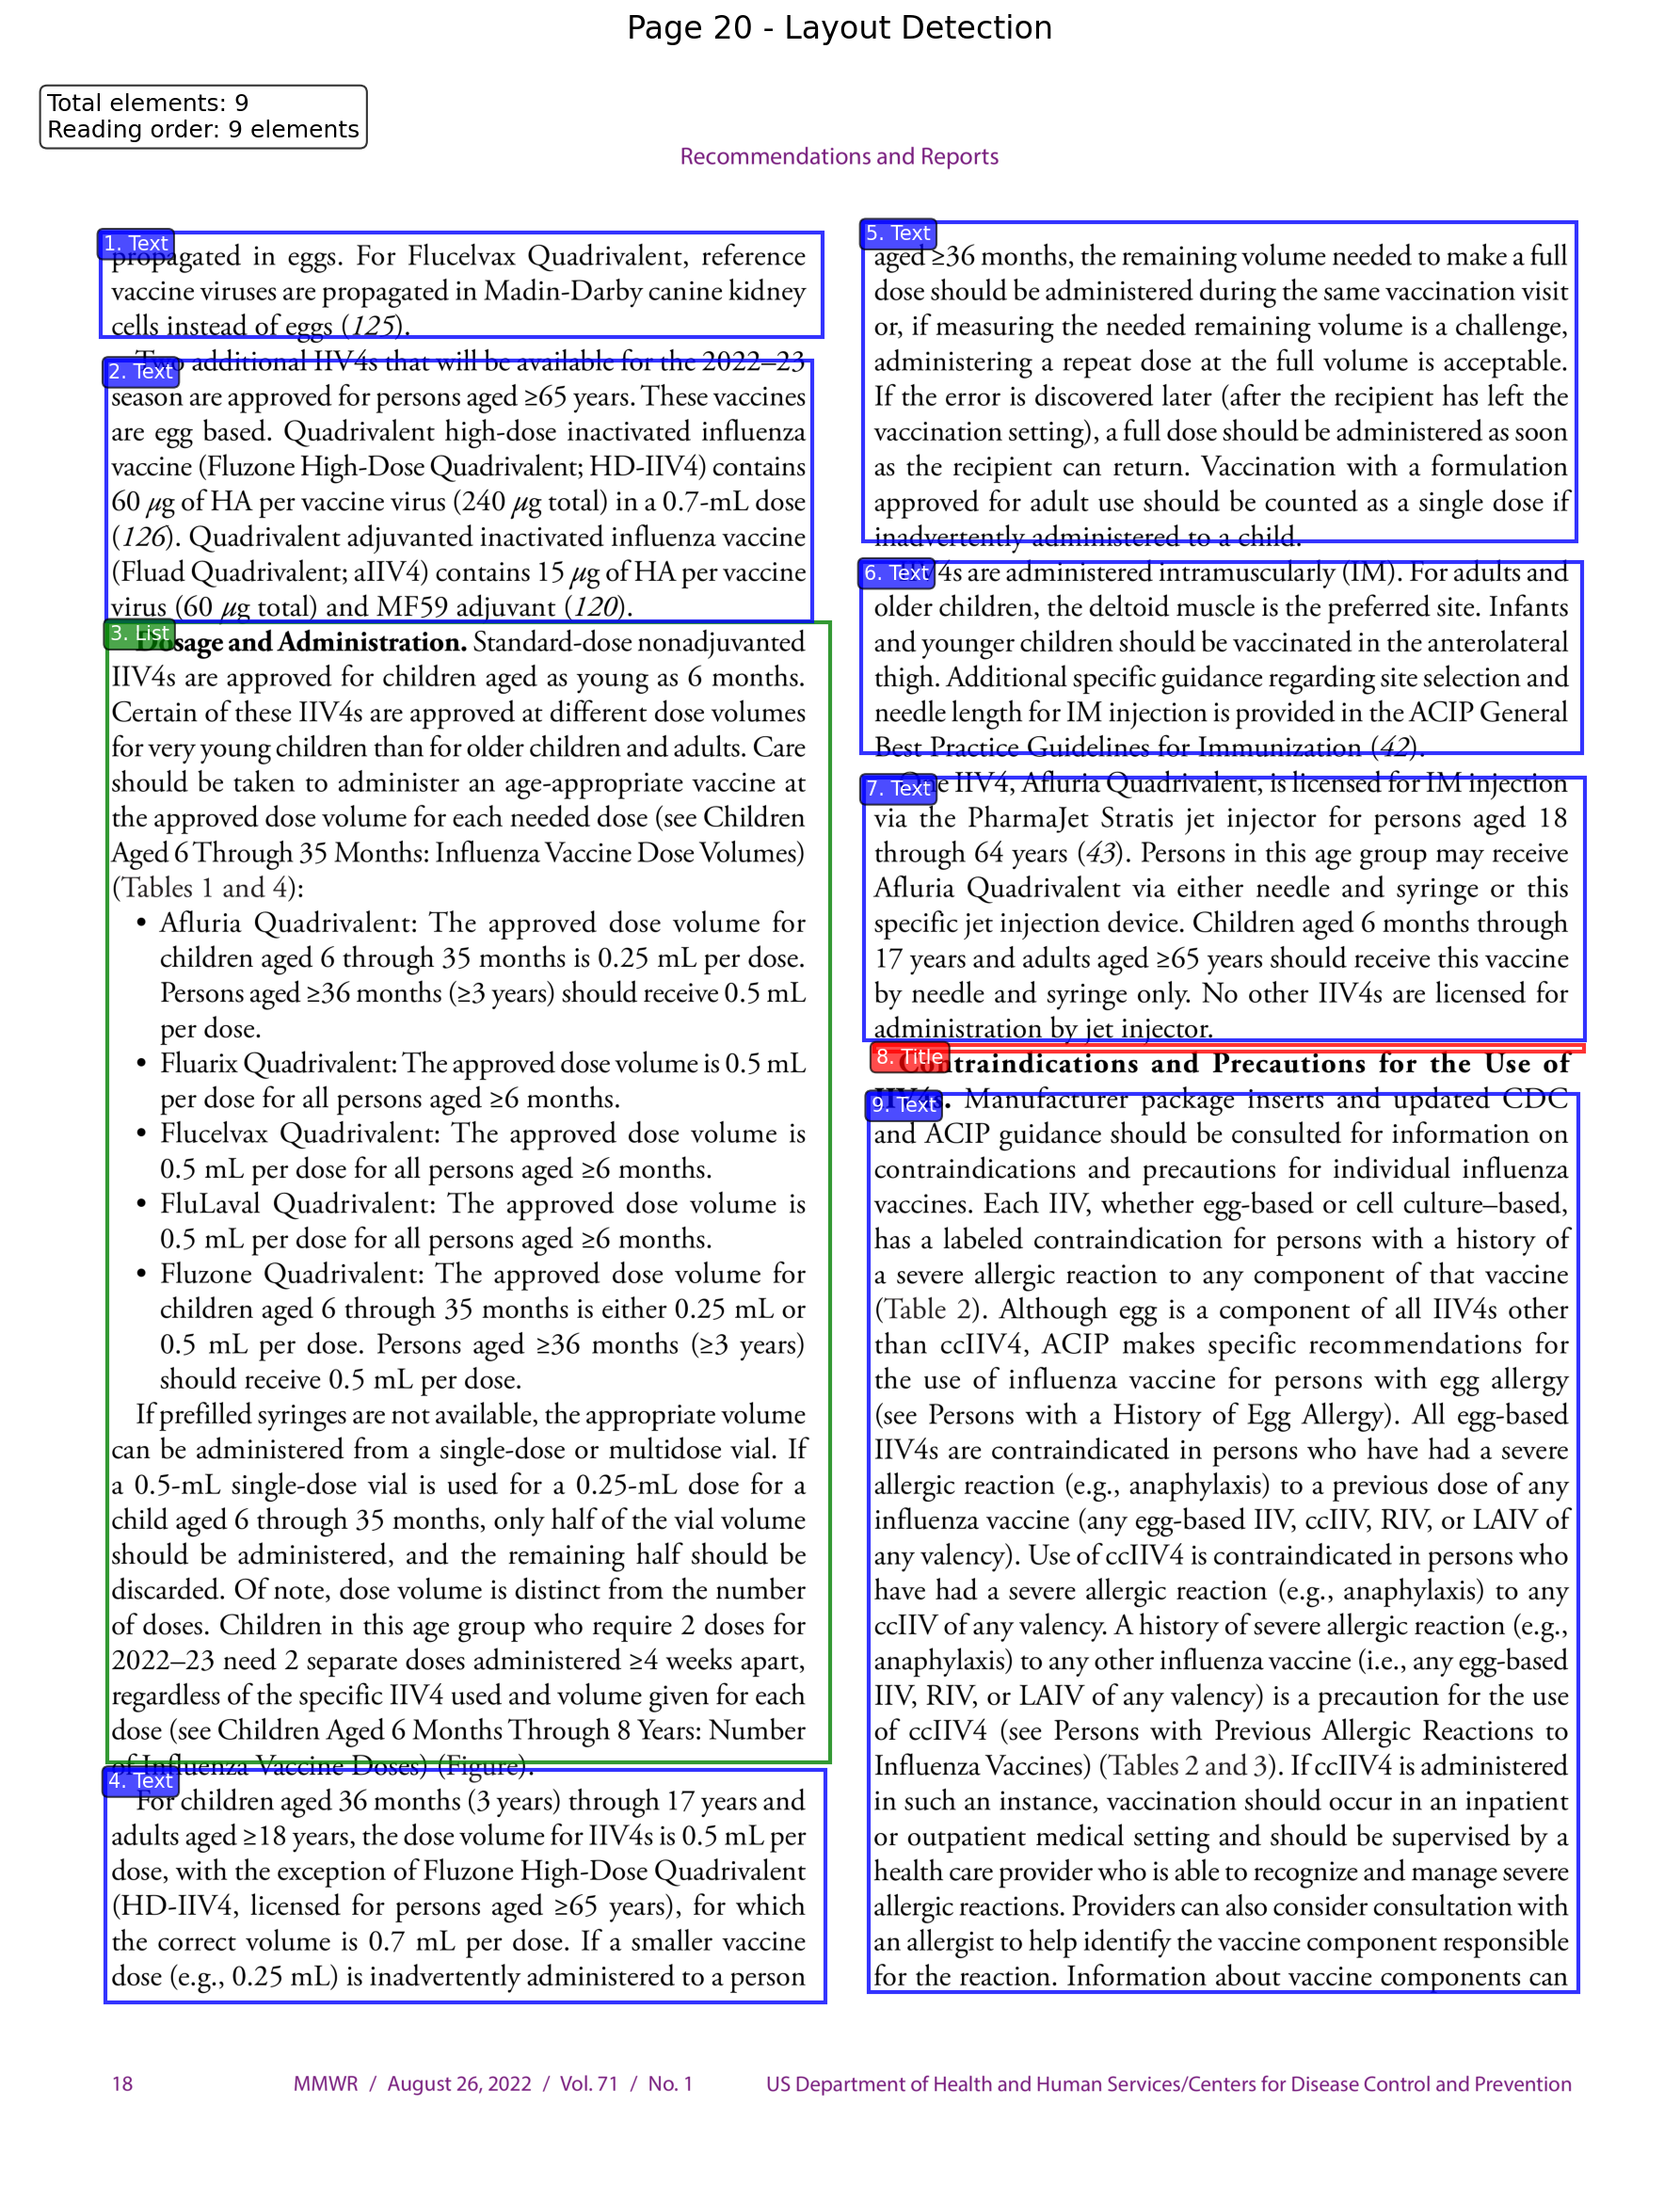 Page 20 - Layout Detection
Total elements: 9
Reading order: 9 elements
Recommendations and Reports
1. Text
propagated in eggs. For Flucelvax Quadrivalent, reference
vaccine viruses are propagated in Madin-Darby canine kidney
cells instead of eggs (125).
2. Text
Two additional IIV4s that will be available for the 2022–23
season are approved for persons aged ≥65 years. These vaccines
are egg based. Quadrivalent high-dose inactivated influenza
vaccine (Fluzone High-Dose Quadrivalent; HD-IIV4) contains
60 µg of HA per vaccine virus (240 µg total) in a 0.7-mL dose
(126). Quadrivalent adjuvanted inactivated influenza vaccine
(Fluad Quadrivalent; aIIV4) contains 15 µg of HA per vaccine
virus (60 µg total) and MF59 adjuvant (120).
3. List
Dosage and Administration. Standard-dose nonadjuvanted
IIV4s are approved for children aged as young as 6 months.
Certain of these IIV4s are approved at different dose volumes
for very young children than for older children and adults. Care
should be taken to administer an age-appropriate vaccine at
the approved dose volume for each needed dose (see Children
Aged 6 Through 35 Months: Influenza Vaccine Dose Volumes)
(Tables 1 and 4):
• Afluria Quadrivalent: The approved dose volume for
children aged 6 through 35 months is 0.25 mL per dose.
Persons aged ≥36 months (≥3 years) should receive 0.5 mL
per dose.
• Fluarix Quadrivalent: The approved dose volume is 0.5 mL
per dose for all persons aged ≥6 months.
• Flucelvax Quadrivalent: The approved dose volume is
0.5 mL per dose for all persons aged ≥6 months.
• FluLaval Quadrivalent: The approved dose volume is
0.5 mL per dose for all persons aged ≥6 months.
• Fluzone Quadrivalent: The approved dose volume for
children aged 6 through 35 months is either 0.25 mL or
0.5 mL per dose. Persons aged ≥36 months (≥3 years)
should receive 0.5 mL per dose.
If prefilled syringes are not available, the appropriate volume
can be administered from a single-dose or multidose vial. If
a 0.5-mL single-dose vial is used for a 0.25-mL dose for a
child aged 6 through 35 months, only half of the vial volume
should be administered, and the remaining half should be
discarded. Of note, dose volume is distinct from the number
of doses. Children in this age group who require 2 doses for
2022–23 need 2 separate doses administered ≥4 weeks apart,
regardless of the specific IIV4 used and volume given for each
dose (see Children Aged 6 Months Through 8 Years: Number
of Influenza Vaccine Doses) (Figure).
4. Text
For children aged 36 months (3 years) through 17 years and
adults aged ≥18 years, the dose volume for IIV4s is 0.5 mL per
dose, with the exception of Fluzone High-Dose Quadrivalent
(HD-IIV4, licensed for persons aged ≥65 years), for which
the correct volume is 0.7 mL per dose. If a smaller vaccine
dose (e.g., 0.25 mL) is inadvertently administered to a person
5. Text
aged ≥36 months, the remaining volume needed to make a full
dose should be administered during the same vaccination visit
or, if measuring the needed remaining volume is a challenge,
administering a repeat dose at the full volume is acceptable.
If the error is discovered later (after the recipient has left the
vaccination setting), a full dose should be administered as soon
as the recipient can return. Vaccination with a formulation
approved for adult use should be counted as a single dose if
inadvertently administered to a child.
6. Text
IIV4s are administered intramuscularly (IM). For adults and
older children, the deltoid muscle is the preferred site. Infants
and younger children should be vaccinated in the anterolateral
thigh. Additional specific guidance regarding site selection and
needle length for IM injection is provided in the ACIP General
Best Practice Guidelines for Immunization (42).
7. Text
One IIV4, Afluria Quadrivalent, is licensed for IM injection
via the PharmaJet Stratis jet injector for persons aged 18
through 64 years (43). Persons in this age group may receive
Afluria Quadrivalent via either needle and syringe or this
specific jet injection device. Children aged 6 months through
17 years and adults aged ≥65 years should receive this vaccine
by needle and syringe only. No other IIV4s are licensed for
administration by jet injector.
8. Title
Contraindications and Precautions for the Use of
9. Text
IIV4s. Manufacturer package inserts and updated CDC
and ACIP guidance should be consulted for information on
contraindications and precautions for individual influenza
vaccines. Each IIV, whether egg-based or cell culture–based,
has a labeled contraindication for persons with a history of
a severe allergic reaction to any component of that vaccine
(Table 2). Although egg is a component of all IIV4s other
than ccIIV4, ACIP makes specific recommendations for
the use of influenza vaccine for persons with egg allergy
(see Persons with a History of Egg Allergy). All egg-based
IIV4s are contraindicated in persons who have had a severe
allergic reaction (e.g., anaphylaxis) to a previous dose of any
influenza vaccine (any egg-based IIV, ccIIV, RIV, or LAIV of
any valency). Use of ccIIV4 is contraindicated in persons who
have had a severe allergic reaction (e.g., anaphylaxis) to any
ccIIV of any valency. A history of severe allergic reaction (e.g.,
anaphylaxis) to any other influenza vaccine (i.e., any egg-based
IIV, RIV, or LAIV of any valency) is a precaution for the use
of ccIIV4 (see Persons with Previous Allergic Reactions to
Influenza Vaccines) (Tables 2 and 3). If ccIIV4 is administered
in such an instance, vaccination should occur in an inpatient
or outpatient medical setting and should be supervised by a
health care provider who is able to recognize and manage severe
allergic reactions. Providers can also consider consultation with
an allergist to help identify the vaccine component responsible
for the reaction. Information about vaccine components can
18 MMWR / August 26, 2022 / Vol. 71 / No. 1 US Department of Health and Human Services/Centers for Disease Control and Prevention